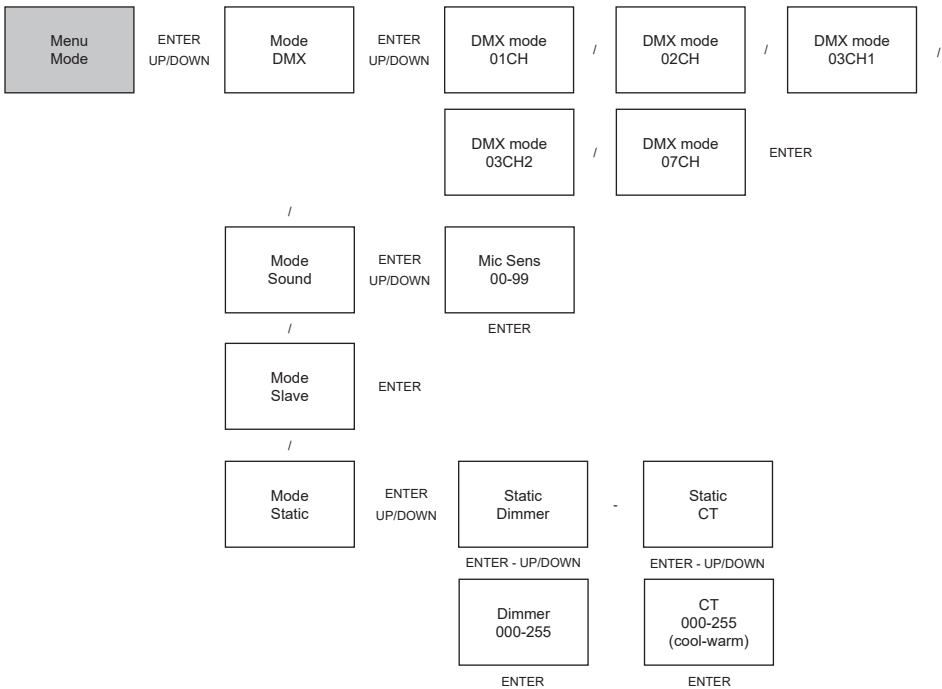 Menu
Mode
ENTER
UP/DOWN
Mode
DMX
ENTER
UP/DOWN
DMX mode
01CH
/
DMX mode
02CH
/
DMX mode
03CH1
/
DMX mode
03CH2
/
DMX mode
07CH
ENTER
/
Mode
Sound
ENTER
UP/DOWN
Mic Sens
00-99
ENTER
/
Mode
Slave
ENTER
/
Mode
Static
ENTER
UP/DOWN
Static
Dimmer
-
Static
CT
ENTER - UP/DOWN
ENTER - UP/DOWN
Dimmer
000-255
CT
000-255
(cool-warm)
ENTER
ENTER